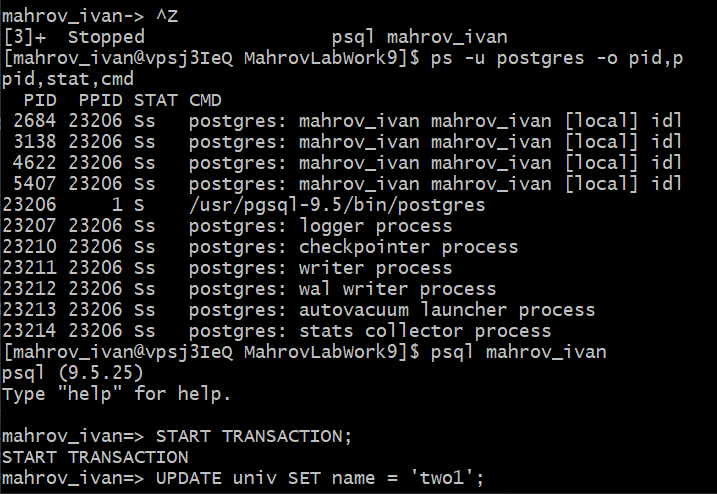 mahrov_ivan-> ^Z
[3]+  Stopped                 psql mahrov_ivan
[mahrov_ivan@vpsj3IeQ MahrovLabWork9]$ ps -u postgres -o pid,p
pid,stat,cmd
  PID  PPID STAT CMD
 2684 23206 Ss   postgres: mahrov_ivan mahrov_ivan [local] idl
 3138 23206 Ss   postgres: mahrov_ivan mahrov_ivan [local] idl
 4622 23206 Ss   postgres: mahrov_ivan mahrov_ivan [local] idl
 5407 23206 Ss   postgres: mahrov_ivan mahrov_ivan [local] idl
23206     1 S    /usr/pgsql-9.5/bin/postgres
23207 23206 Ss   postgres: logger process
23210 23206 Ss   postgres: checkpointer process
23211 23206 Ss   postgres: writer process
23212 23206 Ss   postgres: wal writer process
23213 23206 Ss   postgres: autovacuum launcher process
23214 23206 Ss   postgres: stats collector process
[mahrov_ivan@vpsj3IeQ MahrovLabWork9]$ psql mahrov_ivan
psql (9.5.25)
Type "help" for help.

mahrov_ivan=> START TRANSACTION;
START TRANSACTION
mahrov_ivan=> UPDATE univ SET name = 'two1';